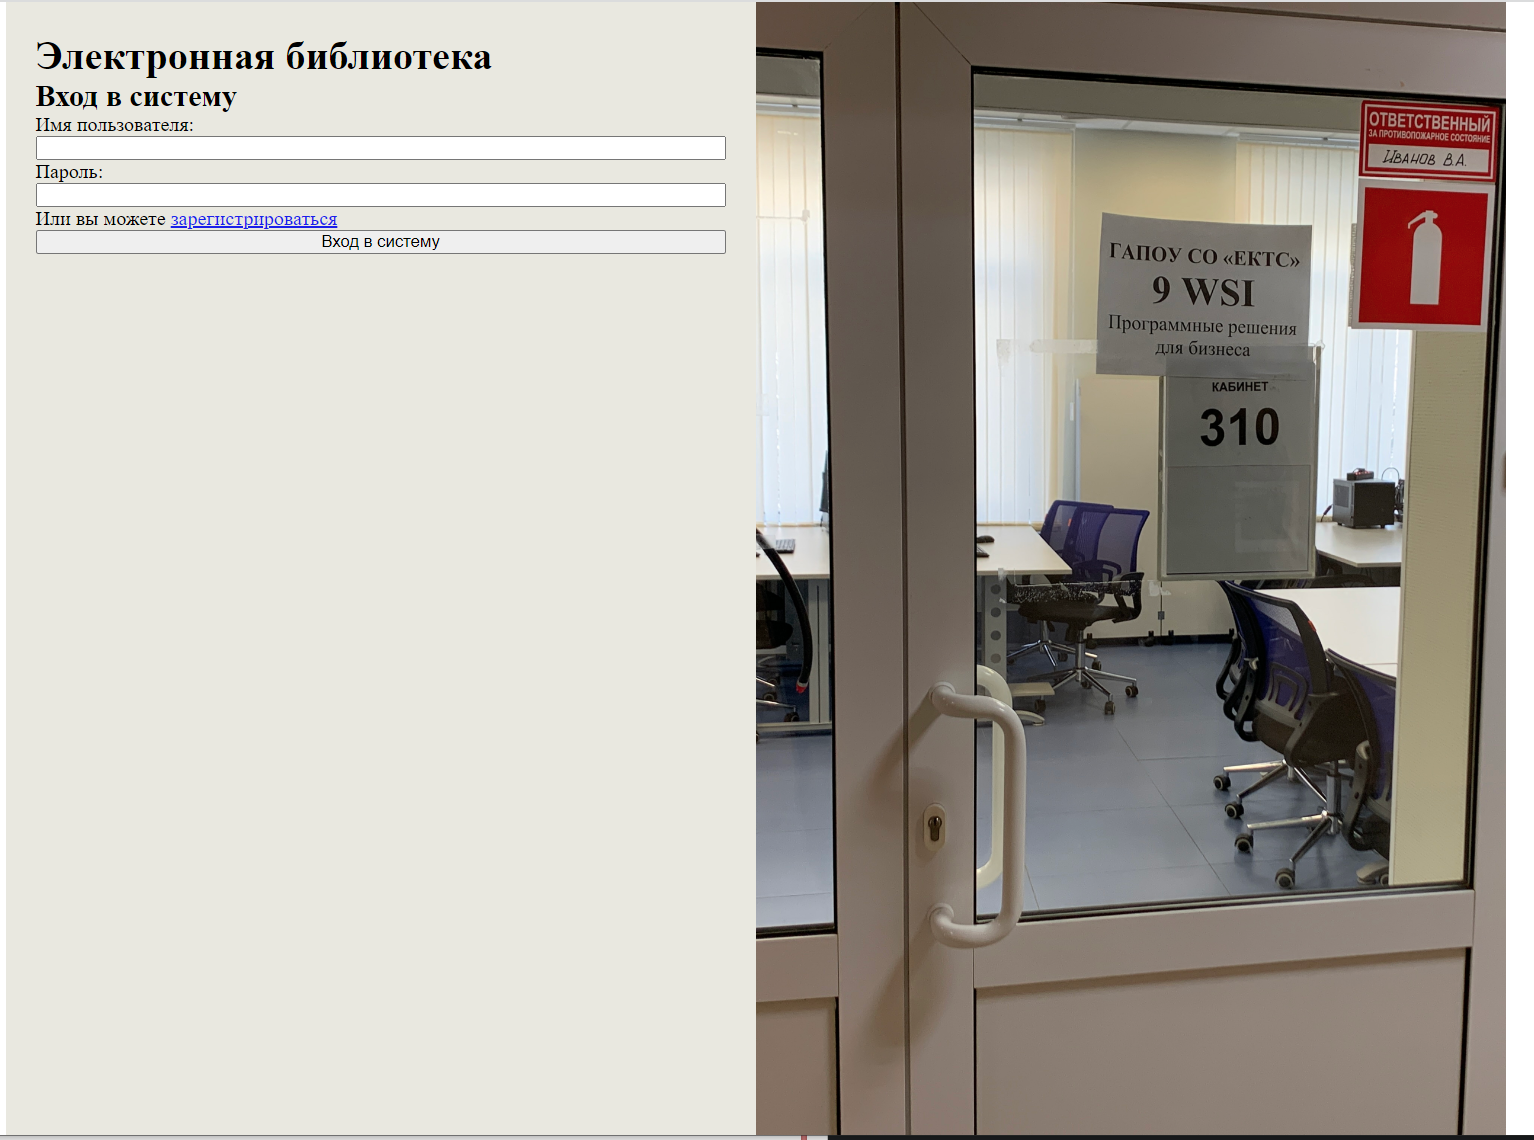 Электронная библиотека
Вход в систему
Имя пользователя:
Пароль:
Или вы можете зарегистрироваться
Вход в систему
ОТВЕТСТВЕННЫЙ
ЗА ПРОТИВОПОЖАРНОЕ СОСТОЯНИЕ
Иванов В.А.
ГАПОУ СО «ЕКТС»
9 WSI
Программные решения
для бизнеса
КАБИНЕТ
310